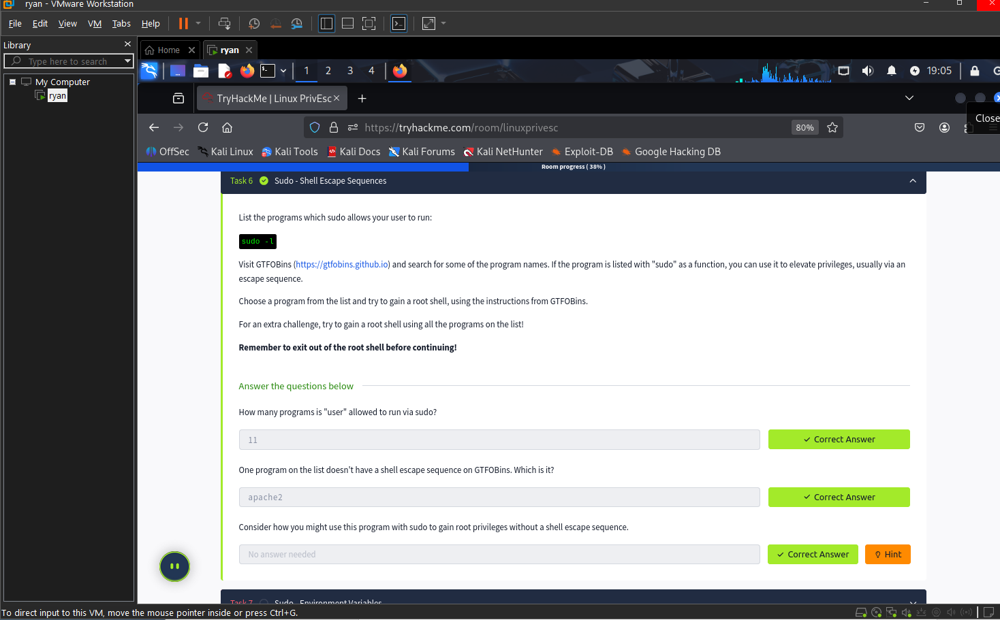 ryan - VMware Workstation
File Edit View VM Tabs Help
Library
Type here to search
My Computer
ryan
Home
ryan
1 2 3 4
19:05
TryHackMe | Linux PrivEsc
Close
https://tryhackme.com/room/linuxprivesc
80%
OffSec Kali Linux Kali Tools Kali Docs Kali Forums Kali NetHunter Exploit-DB Google Hacking DB
Room progress ( 38% )
Task 6 Sudo - Shell Escape Sequences
List the programs which sudo allows your user to run:
sudo -l
Visit GTFOBins (https://gtfobins.github.io) and search for some of the program names. If the program is listed with "sudo" as a function, you can use it to elevate privileges, usually via an
escape sequence.
Choose a program from the list and try to gain a root shell, using the instructions from GTFOBins.
For an extra challenge, try to gain a root shell using all the programs on the list!
Remember to exit out of the root shell before continuing!
Answer the questions below
How many programs is "user" allowed to run via sudo?
11
Correct Answer
One program on the list doesn't have a shell escape sequence on GTFOBins. Which is it?
apache2
Correct Answer
Consider how you might use this program with sudo to gain root privileges without a shell escape sequence.
No answer needed
Correct Answer
Hint
Task 7 Sudo - Environment Variables
To direct input to this VM, move the mouse pointer inside or press Ctrl+G.